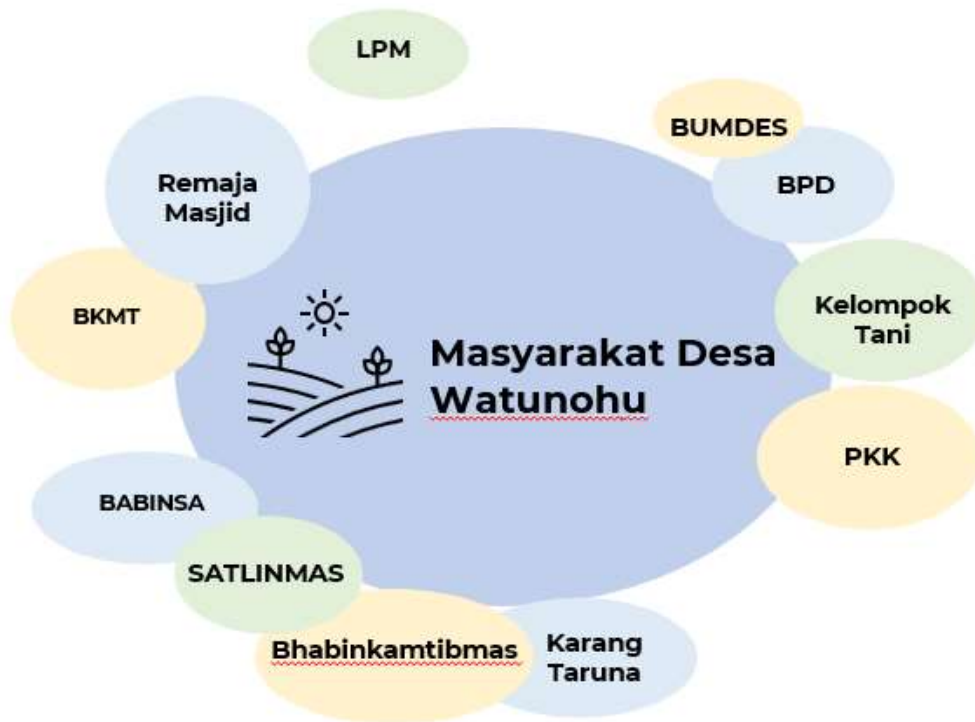 LPM
BUMDES
BPD
Remaja
Masjid
BKMT
Kelompok
Tani
Masyarakat Desa
Watunohu
PKK
BABINSA
SATLINMAS
Bhabinkamtibmas
Karang
Taruna